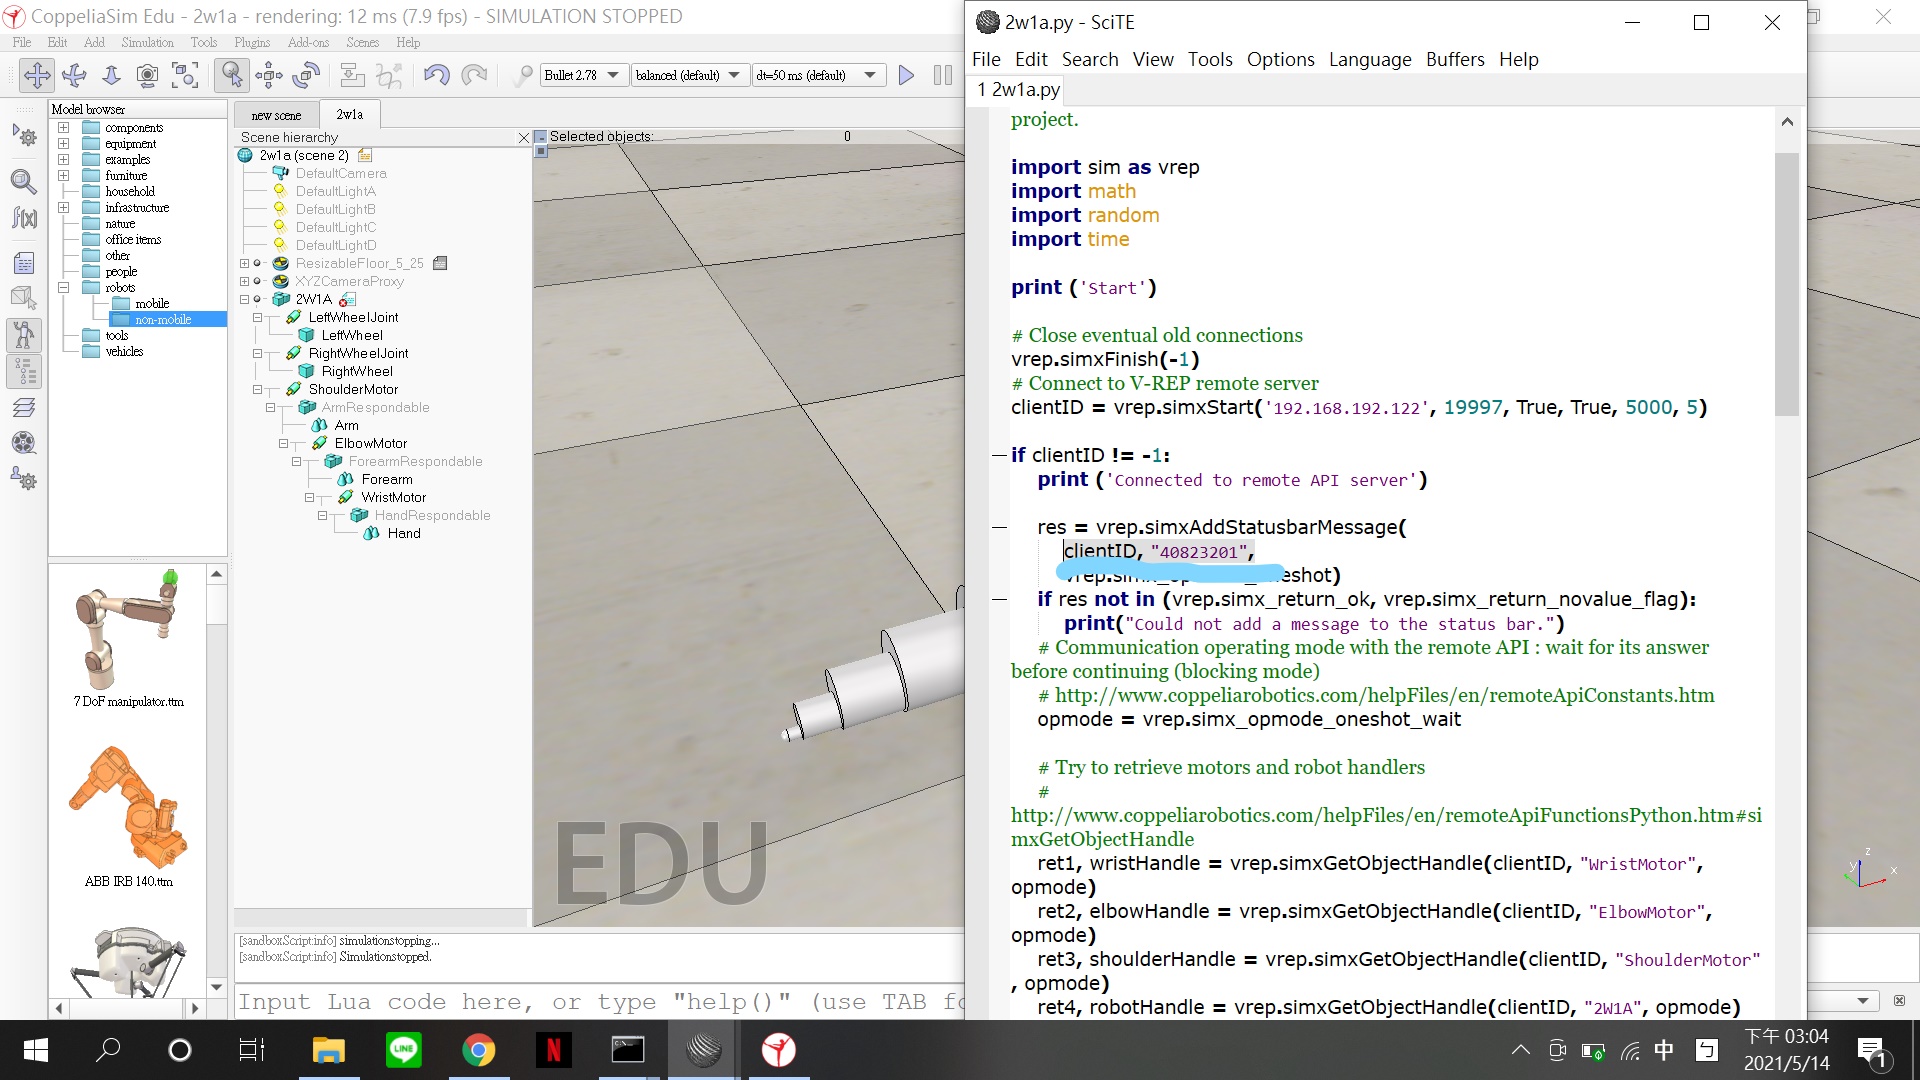 CoppeliaSim Edu - 2w1a - rendering: 12 ms (7.9 fps) - SIMULATION STOPPED
File Edit Add Simulation Tools Plugins Add-ons Scenes Help
Bullet 2.78 balanced (default) dt=50 ms (default)
Model browser
components
equipment
examples
furniture
household
infrastructure
nature
office items
other
people
robots
mobile
non-mobile
tools
vehicles
7 DoF manipulator.ttm
ABB IRB 140.ttm
new scene 2w1a
Scene hierarchy
2w1a (scene 2)
DefaultCamera
DefaultLightA
DefaultLightB
DefaultLightC
DefaultLightD
ResizableFloor_5_25
XYZCameraProxy
2W1A
LeftWheelJoint
LeftWheel
RightWheelJoint
RightWheel
ShoulderMotor
ArmRespondable
Arm
ElbowMotor
ForearmRespondable
Forearm
WristMotor
HandRespondable
Hand
Selected objects: 0
EDU
z
y
x
[sandboxScript:info] simulationstopping...
[sandboxScript:info] Simulationstopped.
Input Lua code here, or type "help()" (use TAB fo
2w1a.py - SciTE
File Edit Search View Tools Options Language Buffers Help
1 2w1a.py
project.
import sim as vrep
import math
import random
import time
print ('Start')
# Close eventual old connections
vrep.simxFinish(-1)
# Connect to V-REP remote server
clientID = vrep.simxStart('192.168.192.122', 19997, True, True, 5000, 5)
if clientID != -1:
print ('Connected to remote API server')
res = vrep.simxAddStatusbarMessage(
clientID, "40823201",
vrep.simx_opmode_oneshot)
if res not in (vrep.simx_return_ok, vrep.simx_return_novalue_flag):
print("Could not add a message to the status bar.")
# Communication operating mode with the remote API : wait for its answer
before continuing (blocking mode)
# http://www.coppeliarobotics.com/helpFiles/en/remoteApiConstants.htm
opmode = vrep.simx_opmode_oneshot_wait
# Try to retrieve motors and robot handlers
#
http://www.coppeliarobotics.com/helpFiles/en/remoteApiFunctionsPython.htm#si
mxGetObjectHandle
ret1, wristHandle = vrep.simxGetObjectHandle(clientID, "WristMotor",
opmode)
ret2, elbowHandle = vrep.simxGetObjectHandle(clientID, "ElbowMotor",
opmode)
ret3, shoulderHandle = vrep.simxGetObjectHandle(clientID, "ShoulderMotor"
, opmode)
ret4, robotHandle = vrep.simxGetObjectHandle(clientID, "2W1A", opmode)
LINE
N
中
ㄅ
下午 03:04
2021/5/14
1